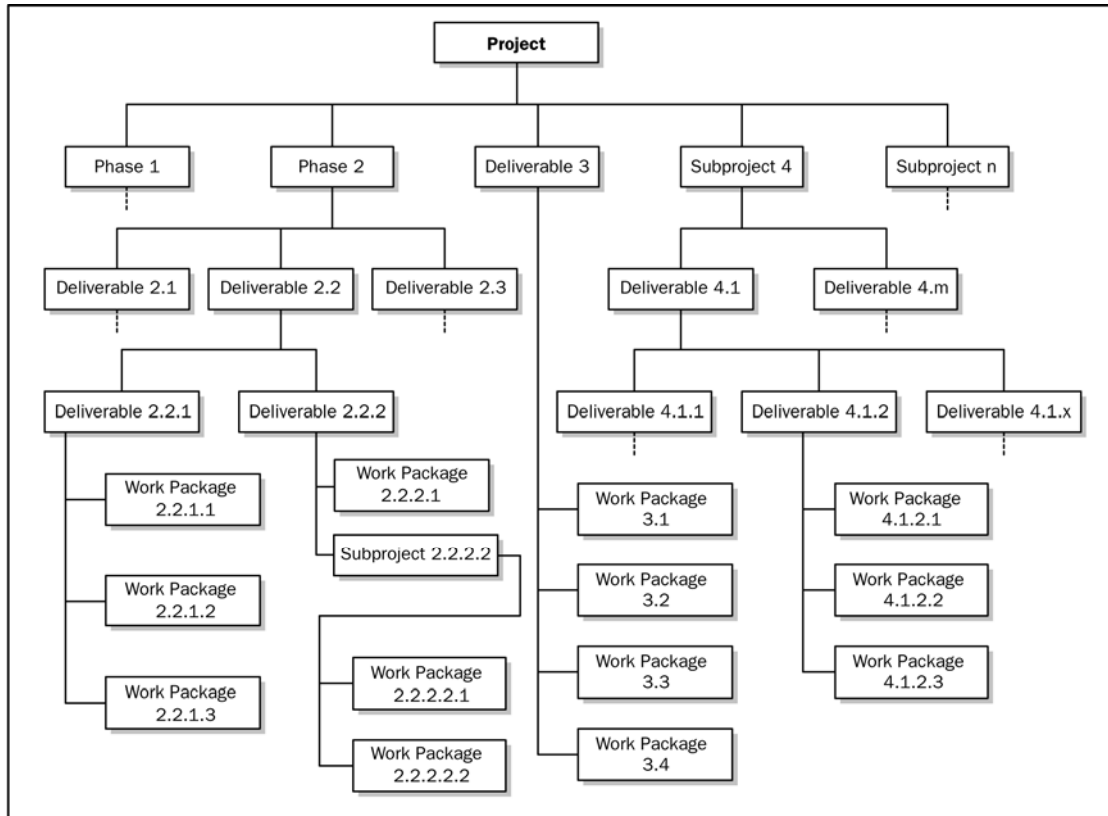 Project
Phase 1
Phase 2
Deliverable 3
Subproject 4
Subproject n
Deliverable 2.1
Deliverable 2.2
Deliverable 2.3
Deliverable 4.1
Deliverable 4.m
Deliverable 2.2.1
Deliverable 2.2.2
Deliverable 4.1.1
Deliverable 4.1.2
Deliverable 4.1.x
Work Package
2.2.1.1
Work Package
2.2.1.2
Work Package
2.2.1.3
Work Package
2.2.2.1
Subproject 2.2.2.2
Work Package
2.2.2.2.1
Work Package
2.2.2.2.2
Work Package
3.1
Work Package
3.2
Work Package
3.3
Work Package
3.4
Work Package
4.1.2.1
Work Package
4.1.2.2
Work Package
4.1.2.3